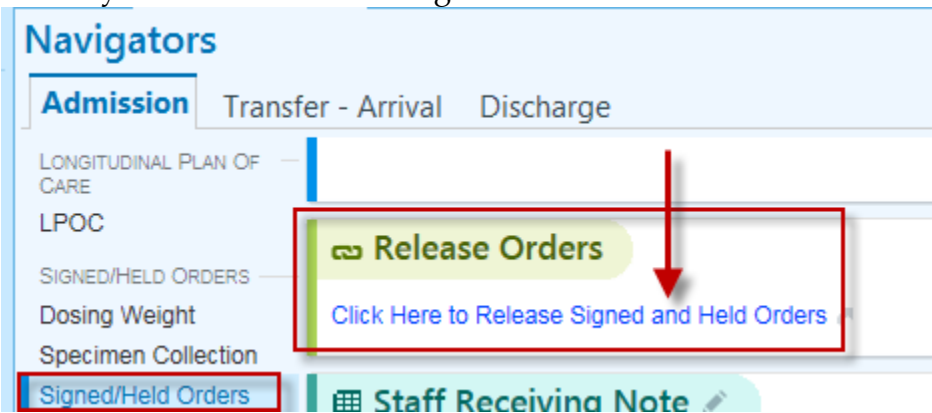 Navigators
Admission Transfer - Arrival Discharge
LONGITUDINAL PLAN OF
CARE
LPOC
SIGNED/HELD ORDERS
Dosing Weight
Specimen Collection
Signed/Held Orders
Release Orders
Click Here to Release Signed and Held Orders
Staff Receiving Note